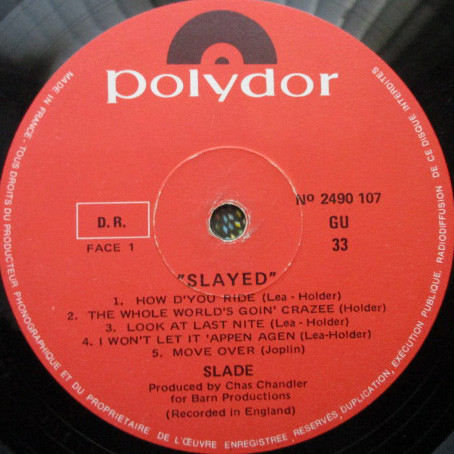 polydor
Nº 2490 107
D. R.
GU
FACE 1
33
"SLAYED"
1. HOW D'YOU RIDE (Lea - Holder)
2. THE WHOLE WORLD'S GOIN' CRAZEE (Holder)
3. LOOK AT LAST NITE (Lea - Holder)
4. I WON'T LET IT 'APPEN AGEN (Lea-Holder)
5. MOVE OVER (Joplin)
SLADE
Produced by Chas Chandler
for Barn Productions
(Recorded in England)
MADE IN FRANCE - TOUS DROITS DU PRODUCTEUR PHONOGRAPHIQUE ET DU PROPRIETAIRE DE L'ŒUVRE ENREGISTREE RESERVES, DUPLICATION, EXECUTION PUBLIQUE, RADIODIFFUSION DE CE DISQUE INTERDITES